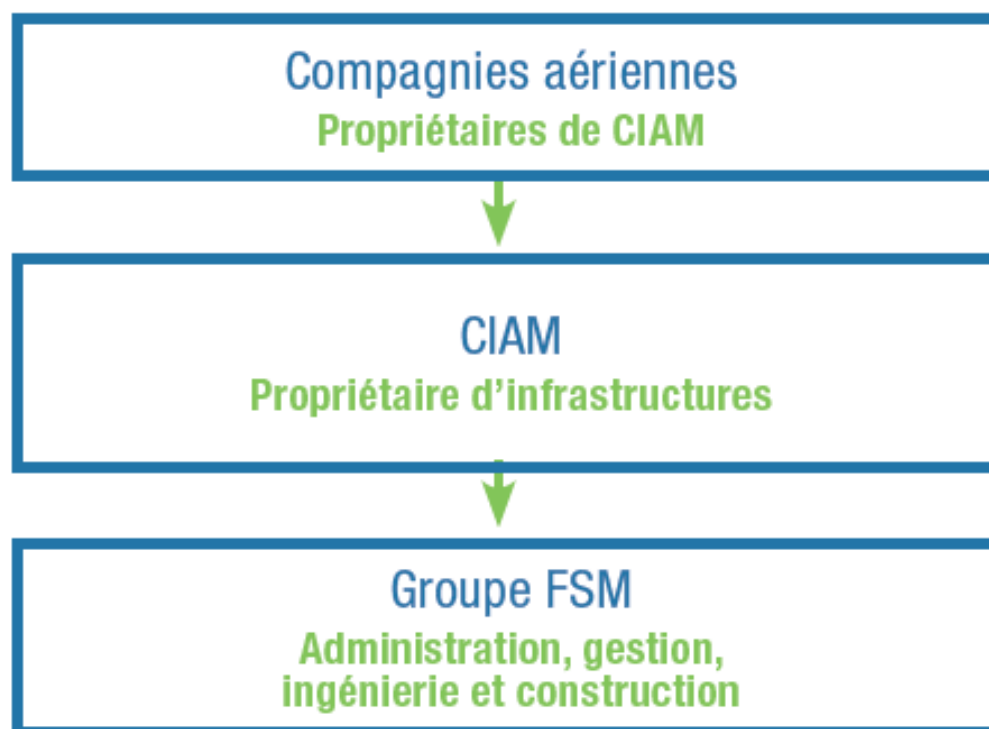 Compagnies aériennes
Propriétaires de CIAM
CIAM
Propriétaire d’infrastructures
Groupe FSM
Administration, gestion,
ingénierie et construction